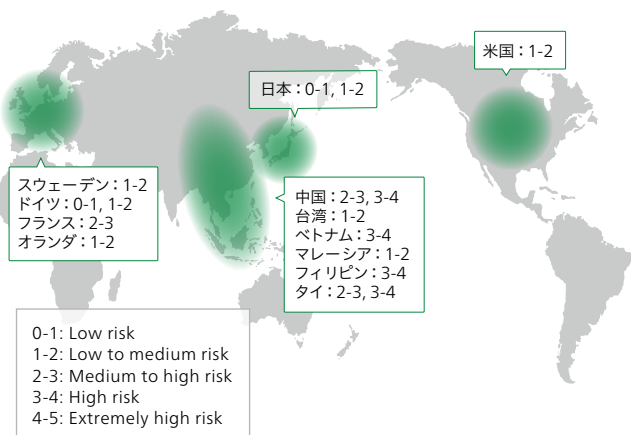 米国：1-2
日本：0-1, 1-2
スウェーデン：1-2
ドイツ：0-1, 1-2
フランス：2-3
オランダ：1-2
中国：2-3, 3-4
台湾：1-2
ベトナム：3-4
マレーシア：1-2
フィリピン：3-4
タイ：2-3, 3-4
0-1: Low risk
1-2: Low to medium risk
2-3: Medium to high risk
3-4: High risk
4-5: Extremely high risk